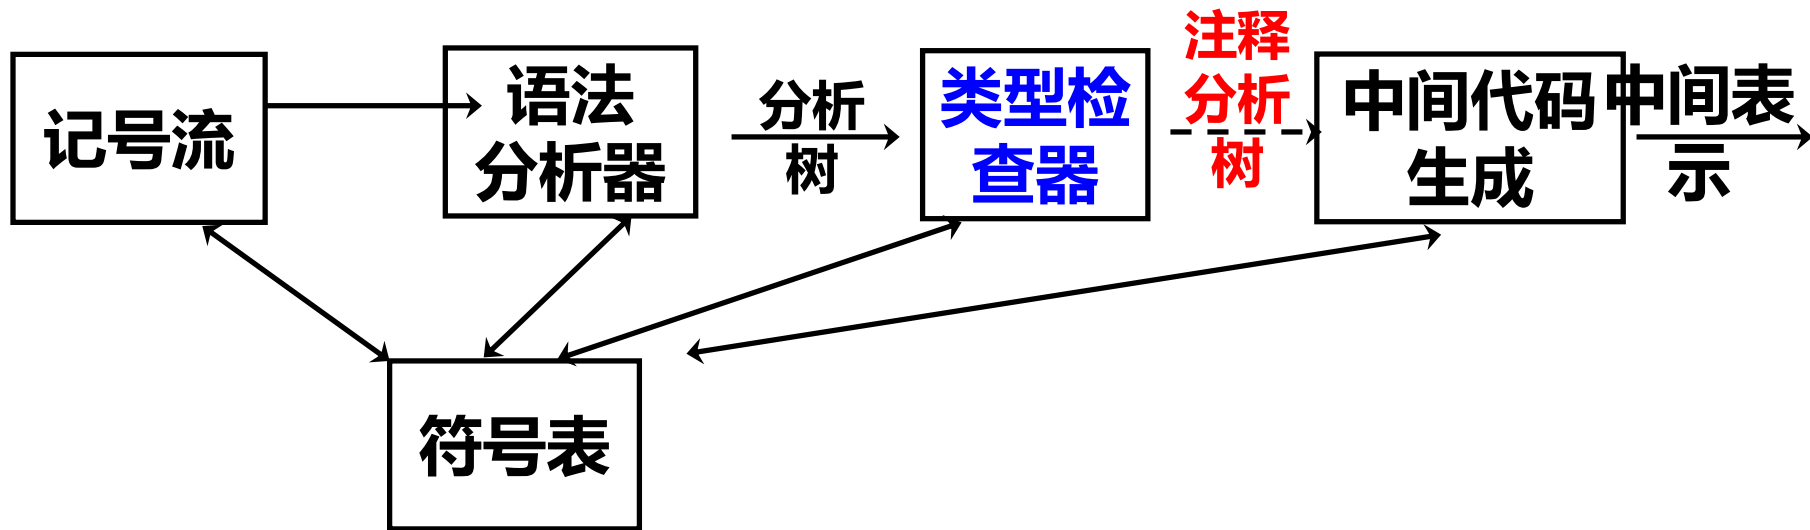 记号流
语法
分析器
分析
树
类型检
查器
注释
分析
树
中间代码
生成
中间表
示
符号表